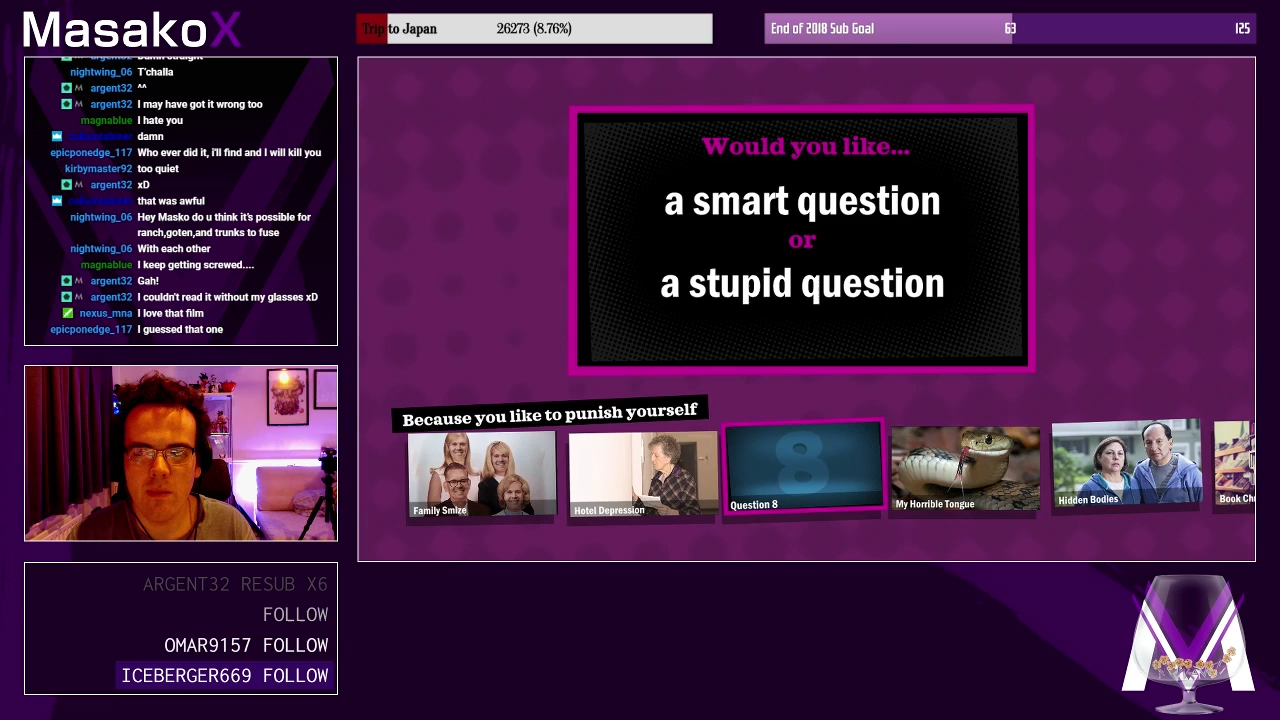 MasakoX
Trip to Japan 26273 (8.76%)
End of 2018 Sub Goal 63 125
argent32 Damn straight
nightwing_06 T'challa
argent32 ^^
argent32 I may have got it wrong too
magnablue I hate you
damn
epicponedge_117 Who ever did it, i'll find and I will kill you
kirbymaster92 too quiet
argent32 xD
that was awful
nightwing_06 Hey Masko do u think it's possible for
ranch,goten,and trunks to fuse
nightwing_06 With each other
magnablue I keep getting screwed....
argent32 Gah!
argent32 I couldn't read it without my glasses xD
nexus_mna I love that film
epicponedge_117 I guessed that one
Would you like...
a smart question
or
a stupid question
Because you like to punish yourself
Family Smize
Hotel Depression
8
Question 8
My Horrible Tongue
Hidden Bodies
Book Chu
ARGENT32 RESUB X6
FOLLOW
OMAR9157 FOLLOW
ICEBERGER669 FOLLOW